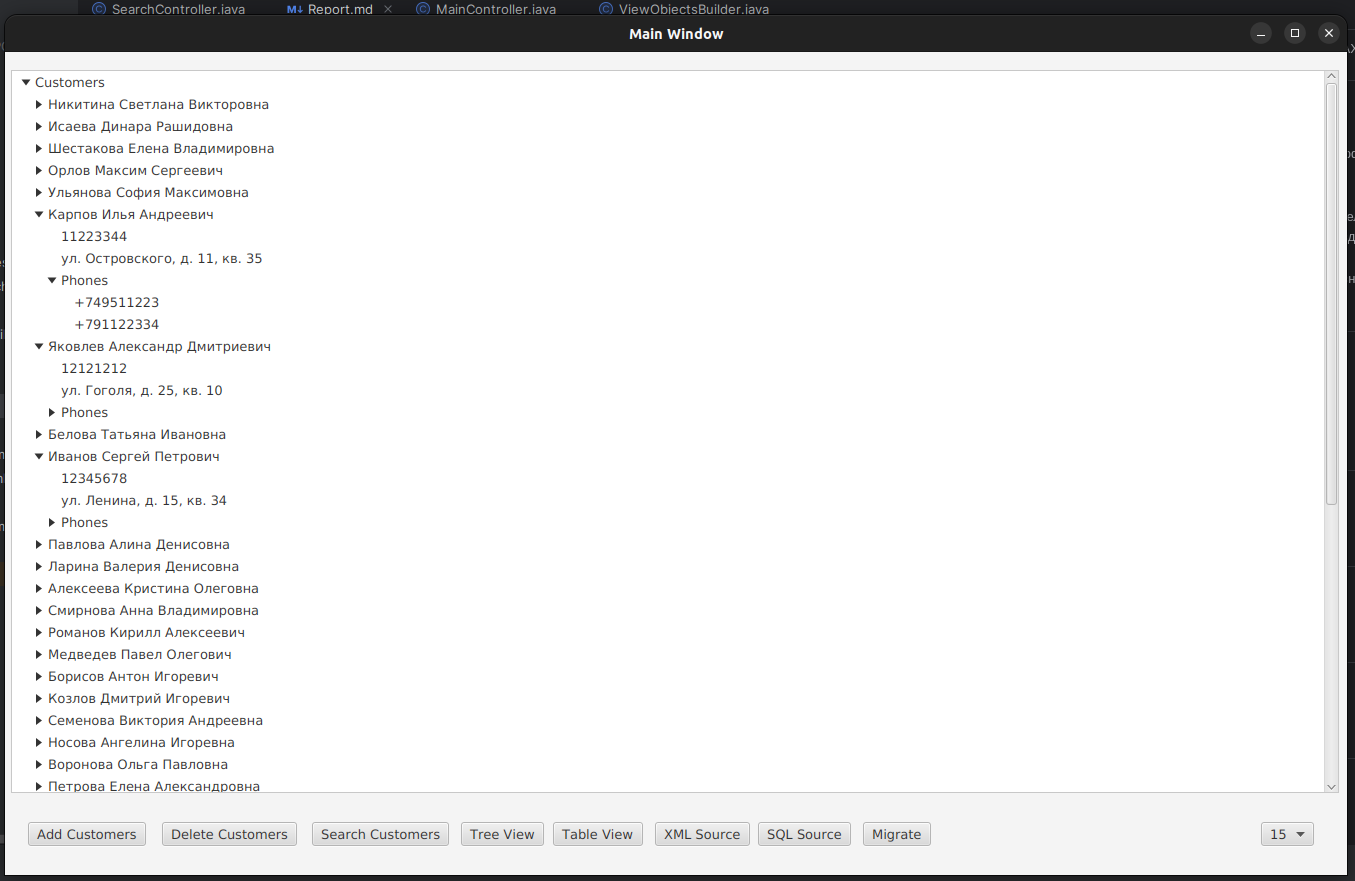 SearchController.java Report.md MainController.java ViewObjectsBuilder.java
Main Window
Customers
Никитина Светлана Викторовна
Исаева Динара Рашидовна
Шестакова Елена Владимировна
Орлов Максим Сергеевич
Ульянова София Максимовна
Карпов Илья Андреевич
11223344
ул. Островского, д. 11, кв. 35
Phones
+749511223
+791122334
Яковлев Александр Дмитриевич
12121212
ул. Гоголя, д. 25, кв. 10
Phones
Белова Татьяна Ивановна
Иванов Сергей Петрович
12345678
ул. Ленина, д. 15, кв. 34
Phones
Павлова Алина Денисовна
Ларина Валерия Денисовна
Алексеева Кристина Олеговна
Смирнова Анна Владимировна
Романов Кирилл Алексеевич
Медведев Павел Олегович
Борисов Антон Игоревич
Козлов Дмитрий Игоревич
Семенова Виктория Андреевна
Носова Ангелина Игоревна
Воронова Ольга Павловна
Петрова Елена Александровна
Add Customers Delete Customers Search Customers Tree View Table View XML Source SQL Source Migrate 15